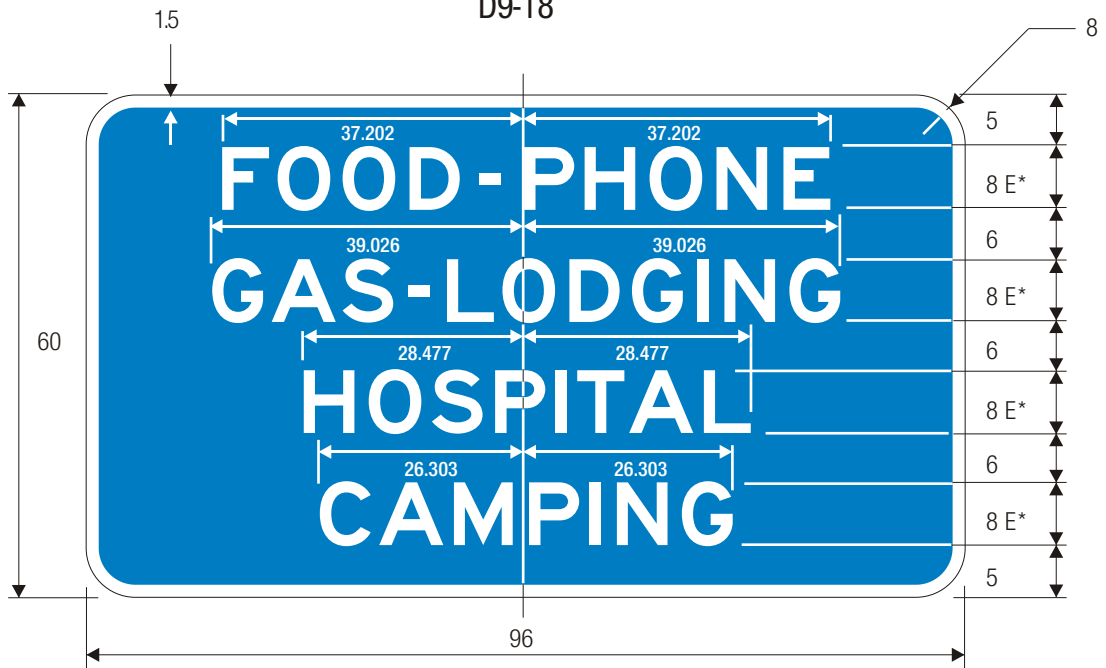 D9-18
1.5
8
37.202 37.202
5
FOOD-PHONE
8 E*
39.026 39.026
6
GAS-LODGING
8 E*
60
28.477 28.477
6
HOSPITAL
8 E*
26.303 26.303
6
CAMPING
8 E*
5
96